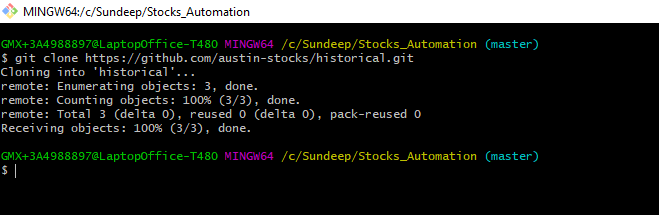 MINGW64:/c/Sundeep/Stocks_Automation
GMX+3A4988897@LaptopOffice-T480 MINGW64 /c/Sundeep/Stocks_Automation (master)
$ git clone https://github.com/austin-stocks/historical.git
Cloning into 'historical'...
remote: Enumerating objects: 3, done.
remote: Counting objects: 100% (3/3), done.
remote: Total 3 (delta 0), reused 0 (delta 0), pack-reused 0
Receiving objects: 100% (3/3), done.
GMX+3A4988897@LaptopOffice-T480 MINGW64 /c/Sundeep/Stocks_Automation (master)
$